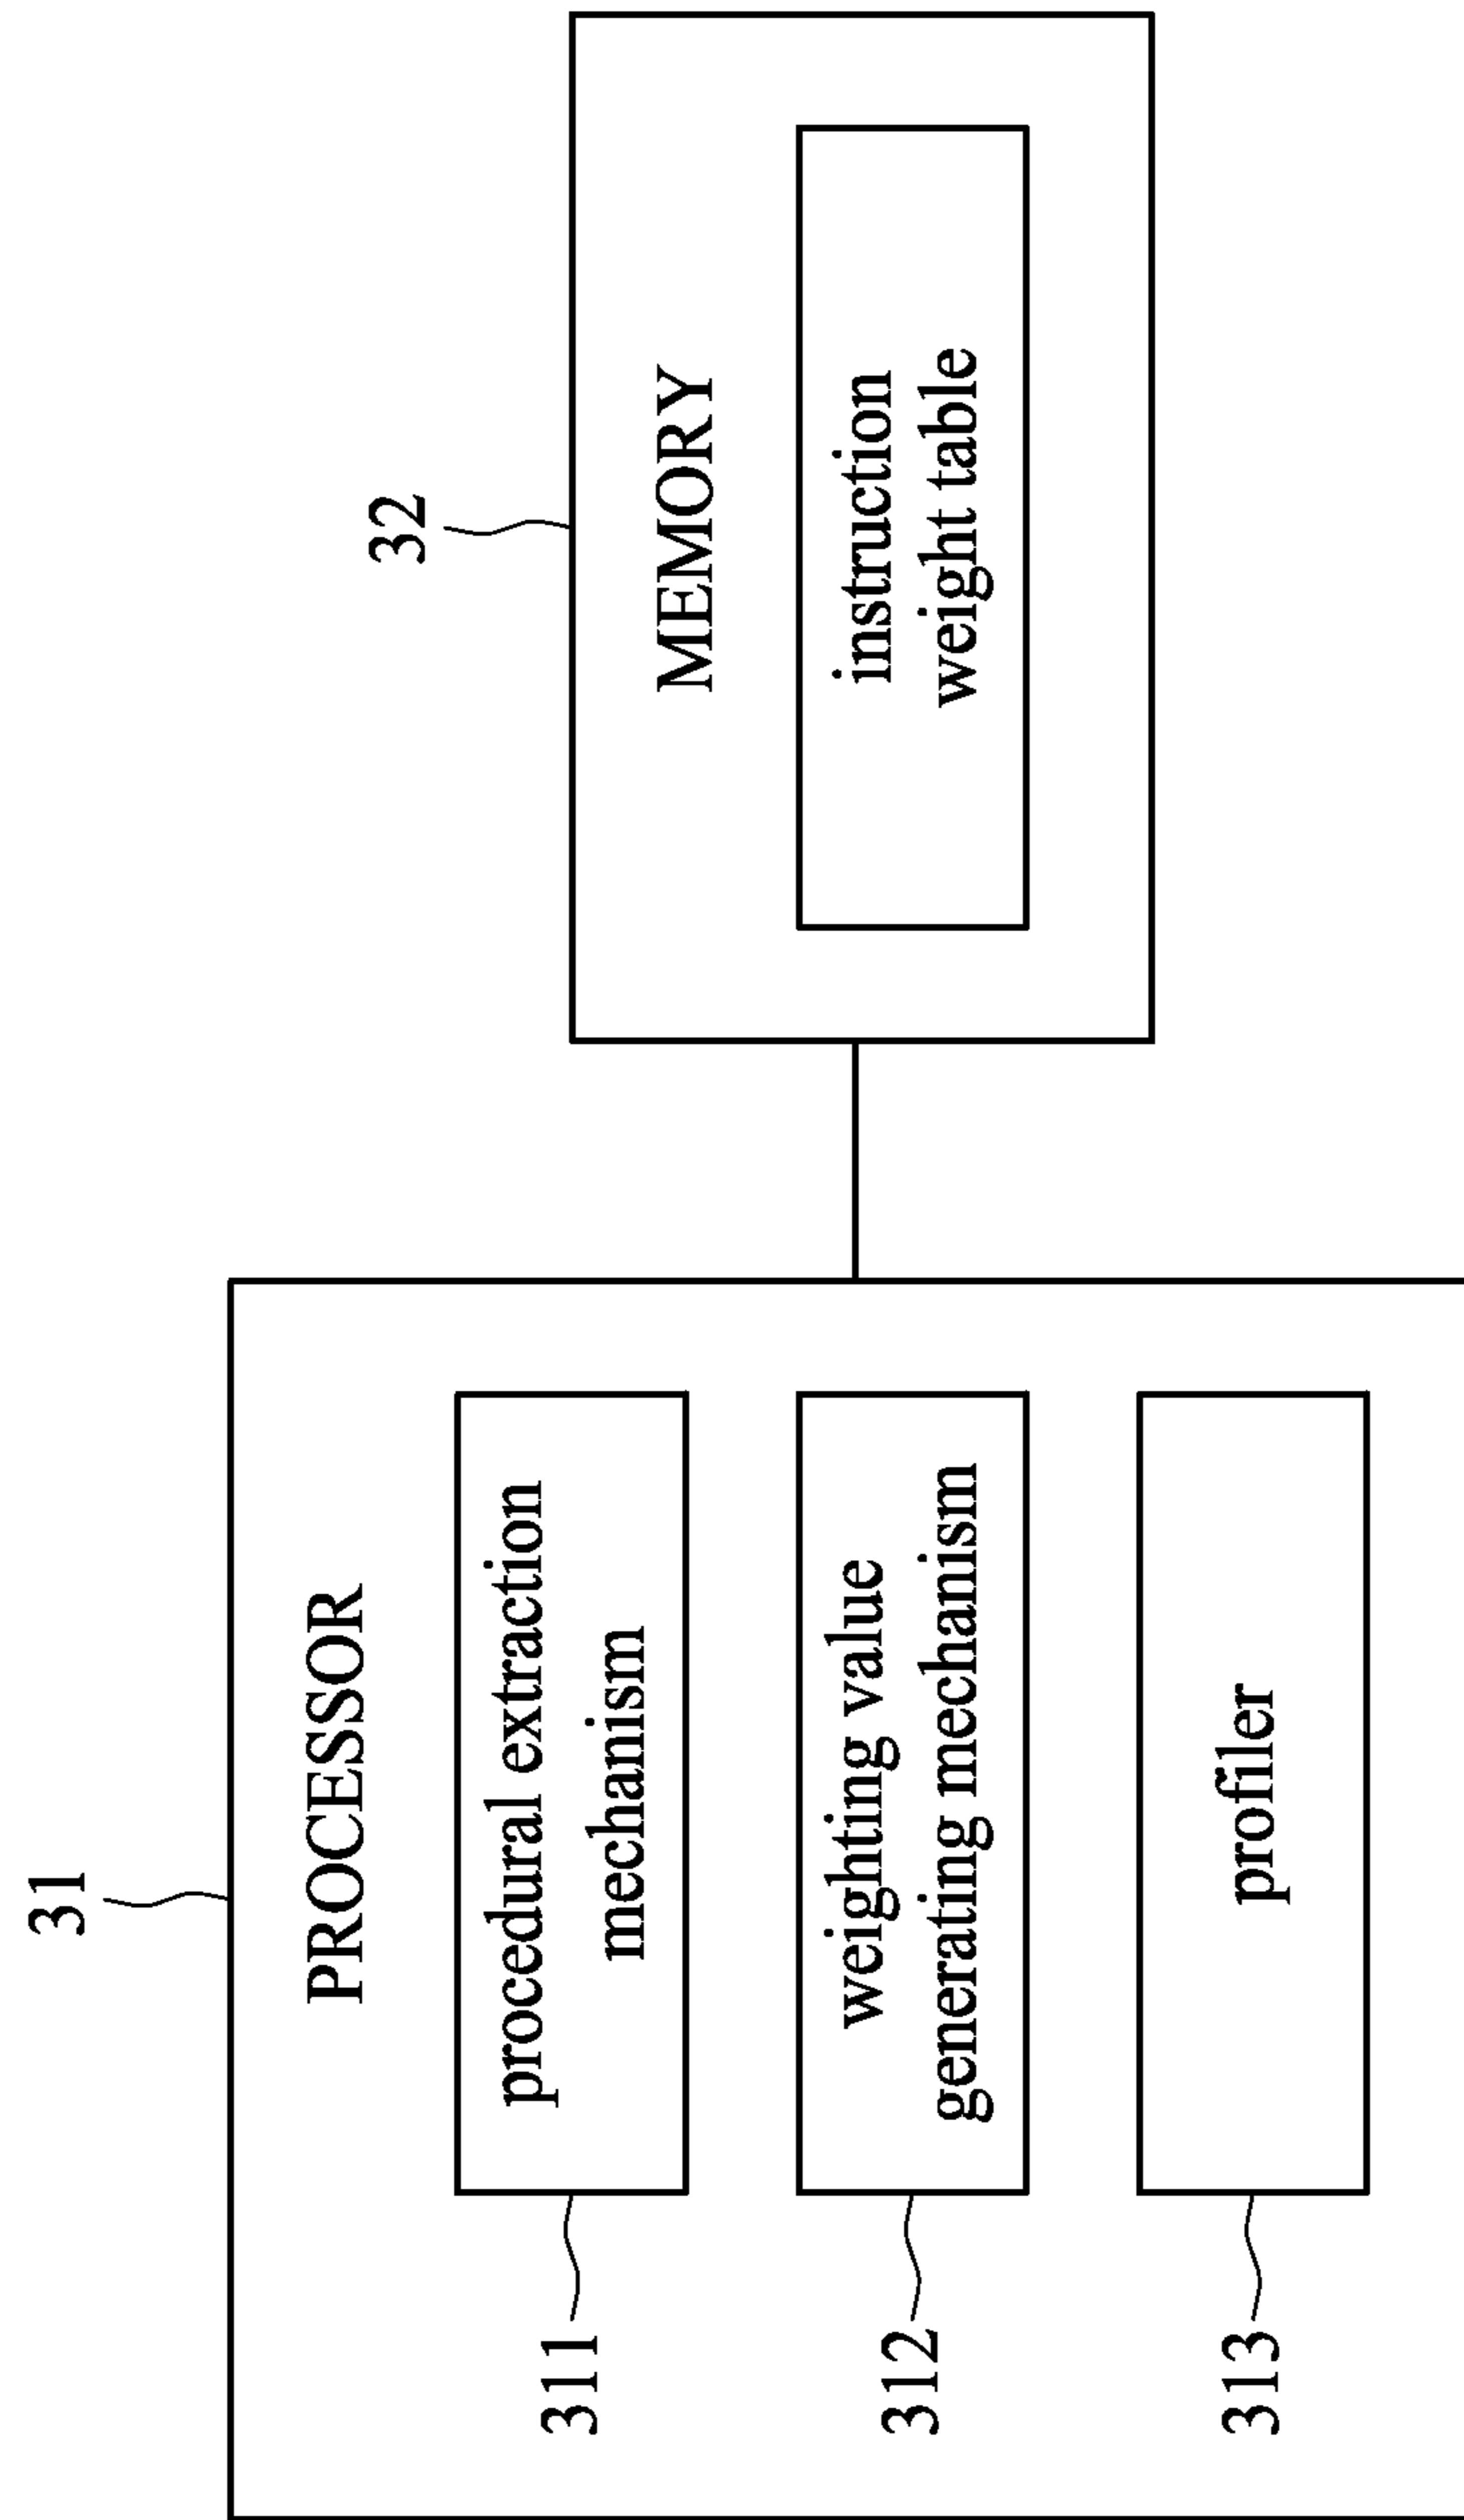 31
PROCESSOR
311
procedural extraction
mechanism
312
weighting value
generating mechanism
313
profiler
32
MEMORY
instruction
weight table